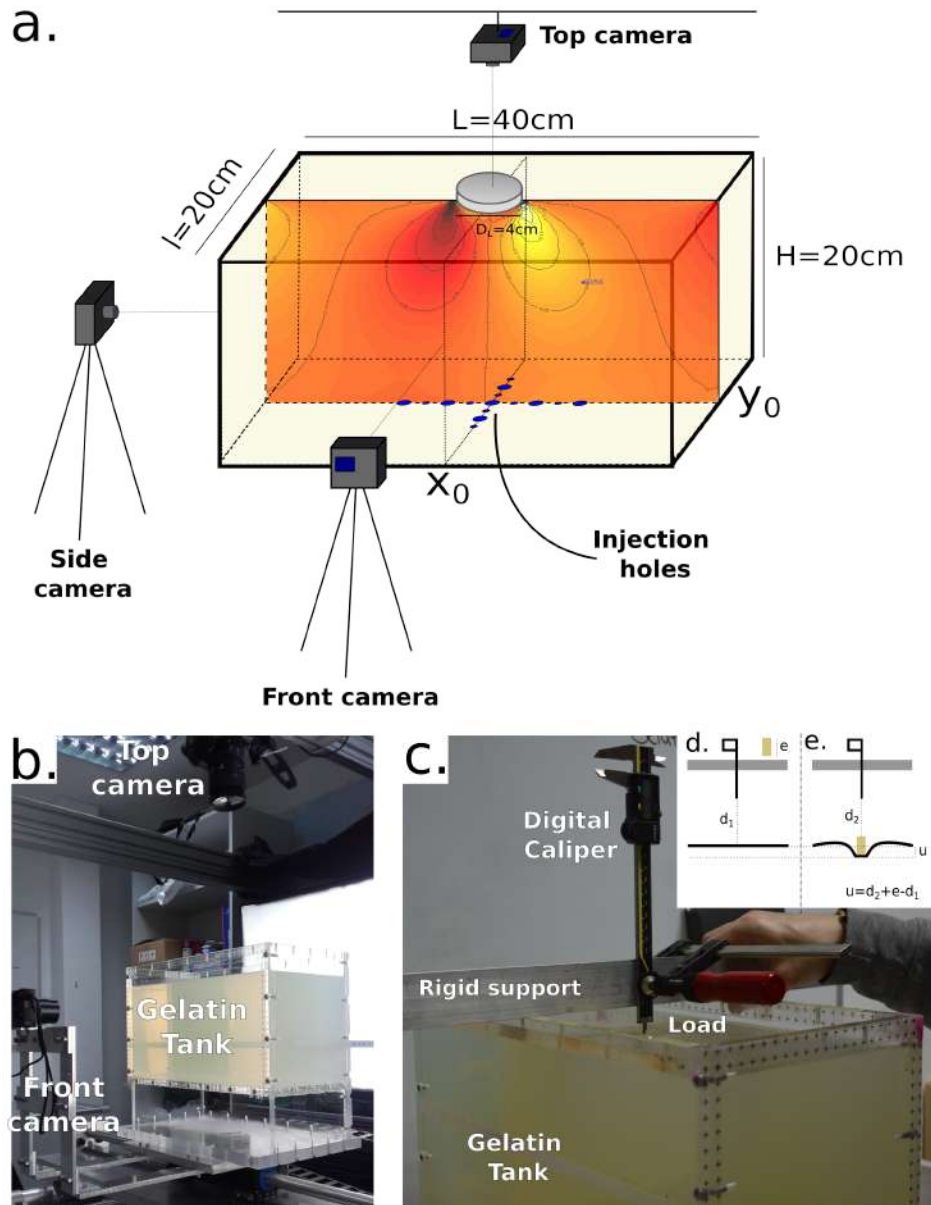 a.
Top camera
L=40cm
l=20cm
D_L=4cm
H=20cm
y₀
x₀
Injection
holes
Side
camera
Front camera
b.
Top
camera
Gelatin
Tank
Front
camera
c.
Digital
Caliper
Rigid support
Load
Gelatin
Tank
d.
e
e.
d₁
d₂
u
u=d₂+e-d₁